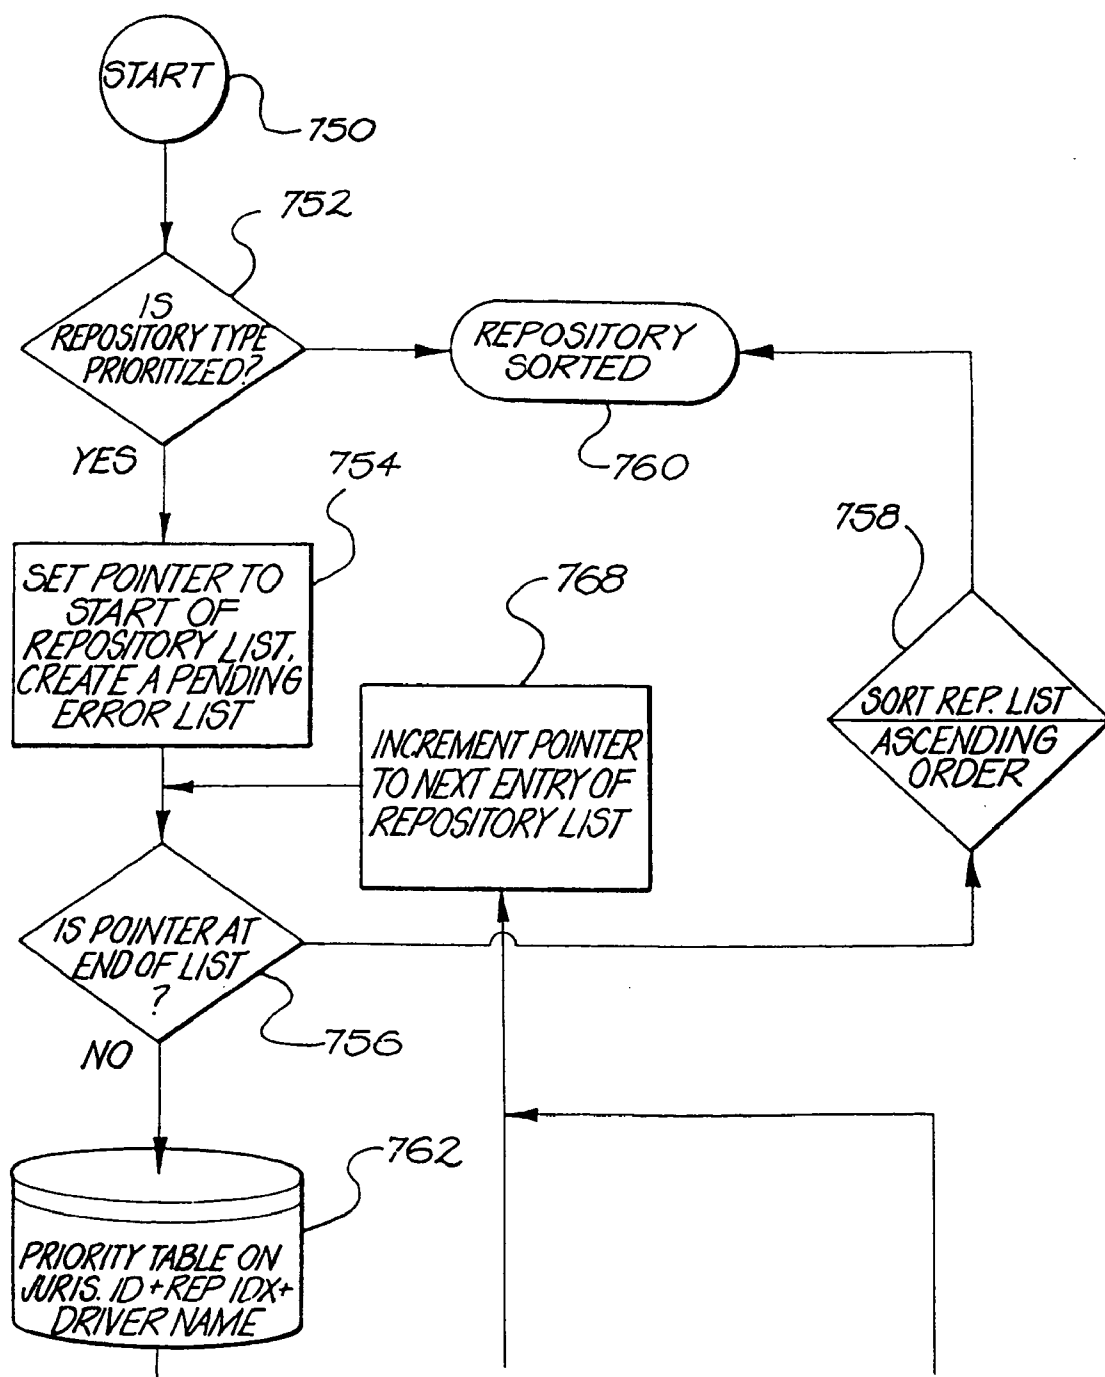 START
750
752
IS
REPOSITORY TYPE
PRIORITIZED?
REPOSITORY
SORTED
760
YES
754
SET POINTER TO
START OF
REPOSITORY LIST,
CREATE A PENDING
ERROR LIST
768
INCREMENT POINTER
TO NEXT ENTRY OF
REPOSITORY LIST
758
SORT REP. LIST
ASCENDING
ORDER
IS POINTER AT
END OF LIST
?
756
NO
762
PRIORITY TABLE ON
JURIS. ID + REP IDX +
DRIVER NAME